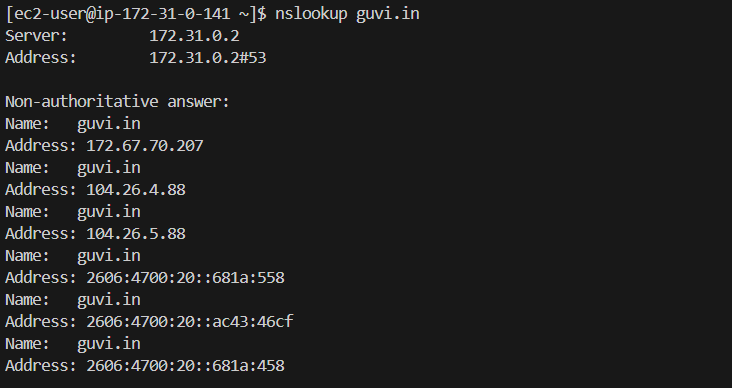 [ec2-user@ip-172-31-0-141 ~]$ nslookup guvi.in
Server:         172.31.0.2
Address:        172.31.0.2#53

Non-authoritative answer:
Name:   guvi.in
Address: 172.67.70.207
Name:   guvi.in
Address: 104.26.4.88
Name:   guvi.in
Address: 104.26.5.88
Name:   guvi.in
Address: 2606:4700:20::681a:558
Name:   guvi.in
Address: 2606:4700:20::ac43:46cf
Name:   guvi.in
Address: 2606:4700:20::681a:458